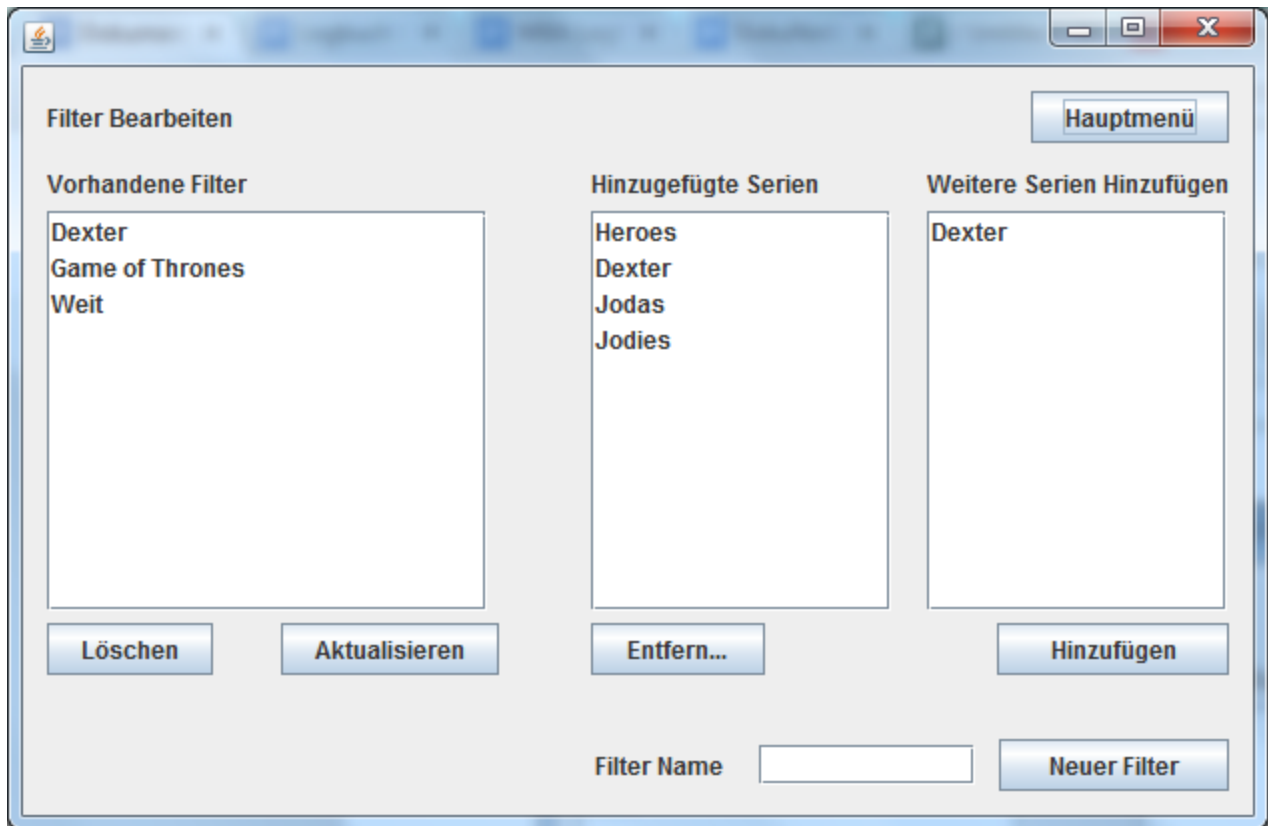 Filter Bearbeiten
Hauptmenü
Vorhandene Filter
Hinzugefügte Serien
Weitere Serien Hinzufügen
Dexter
Game of Thrones
Weit
Heroes
Dexter
Jodas
Jodies
Dexter
Löschen
Aktualisieren
Entfern...
Hinzufügen
Filter Name
Neuer Filter